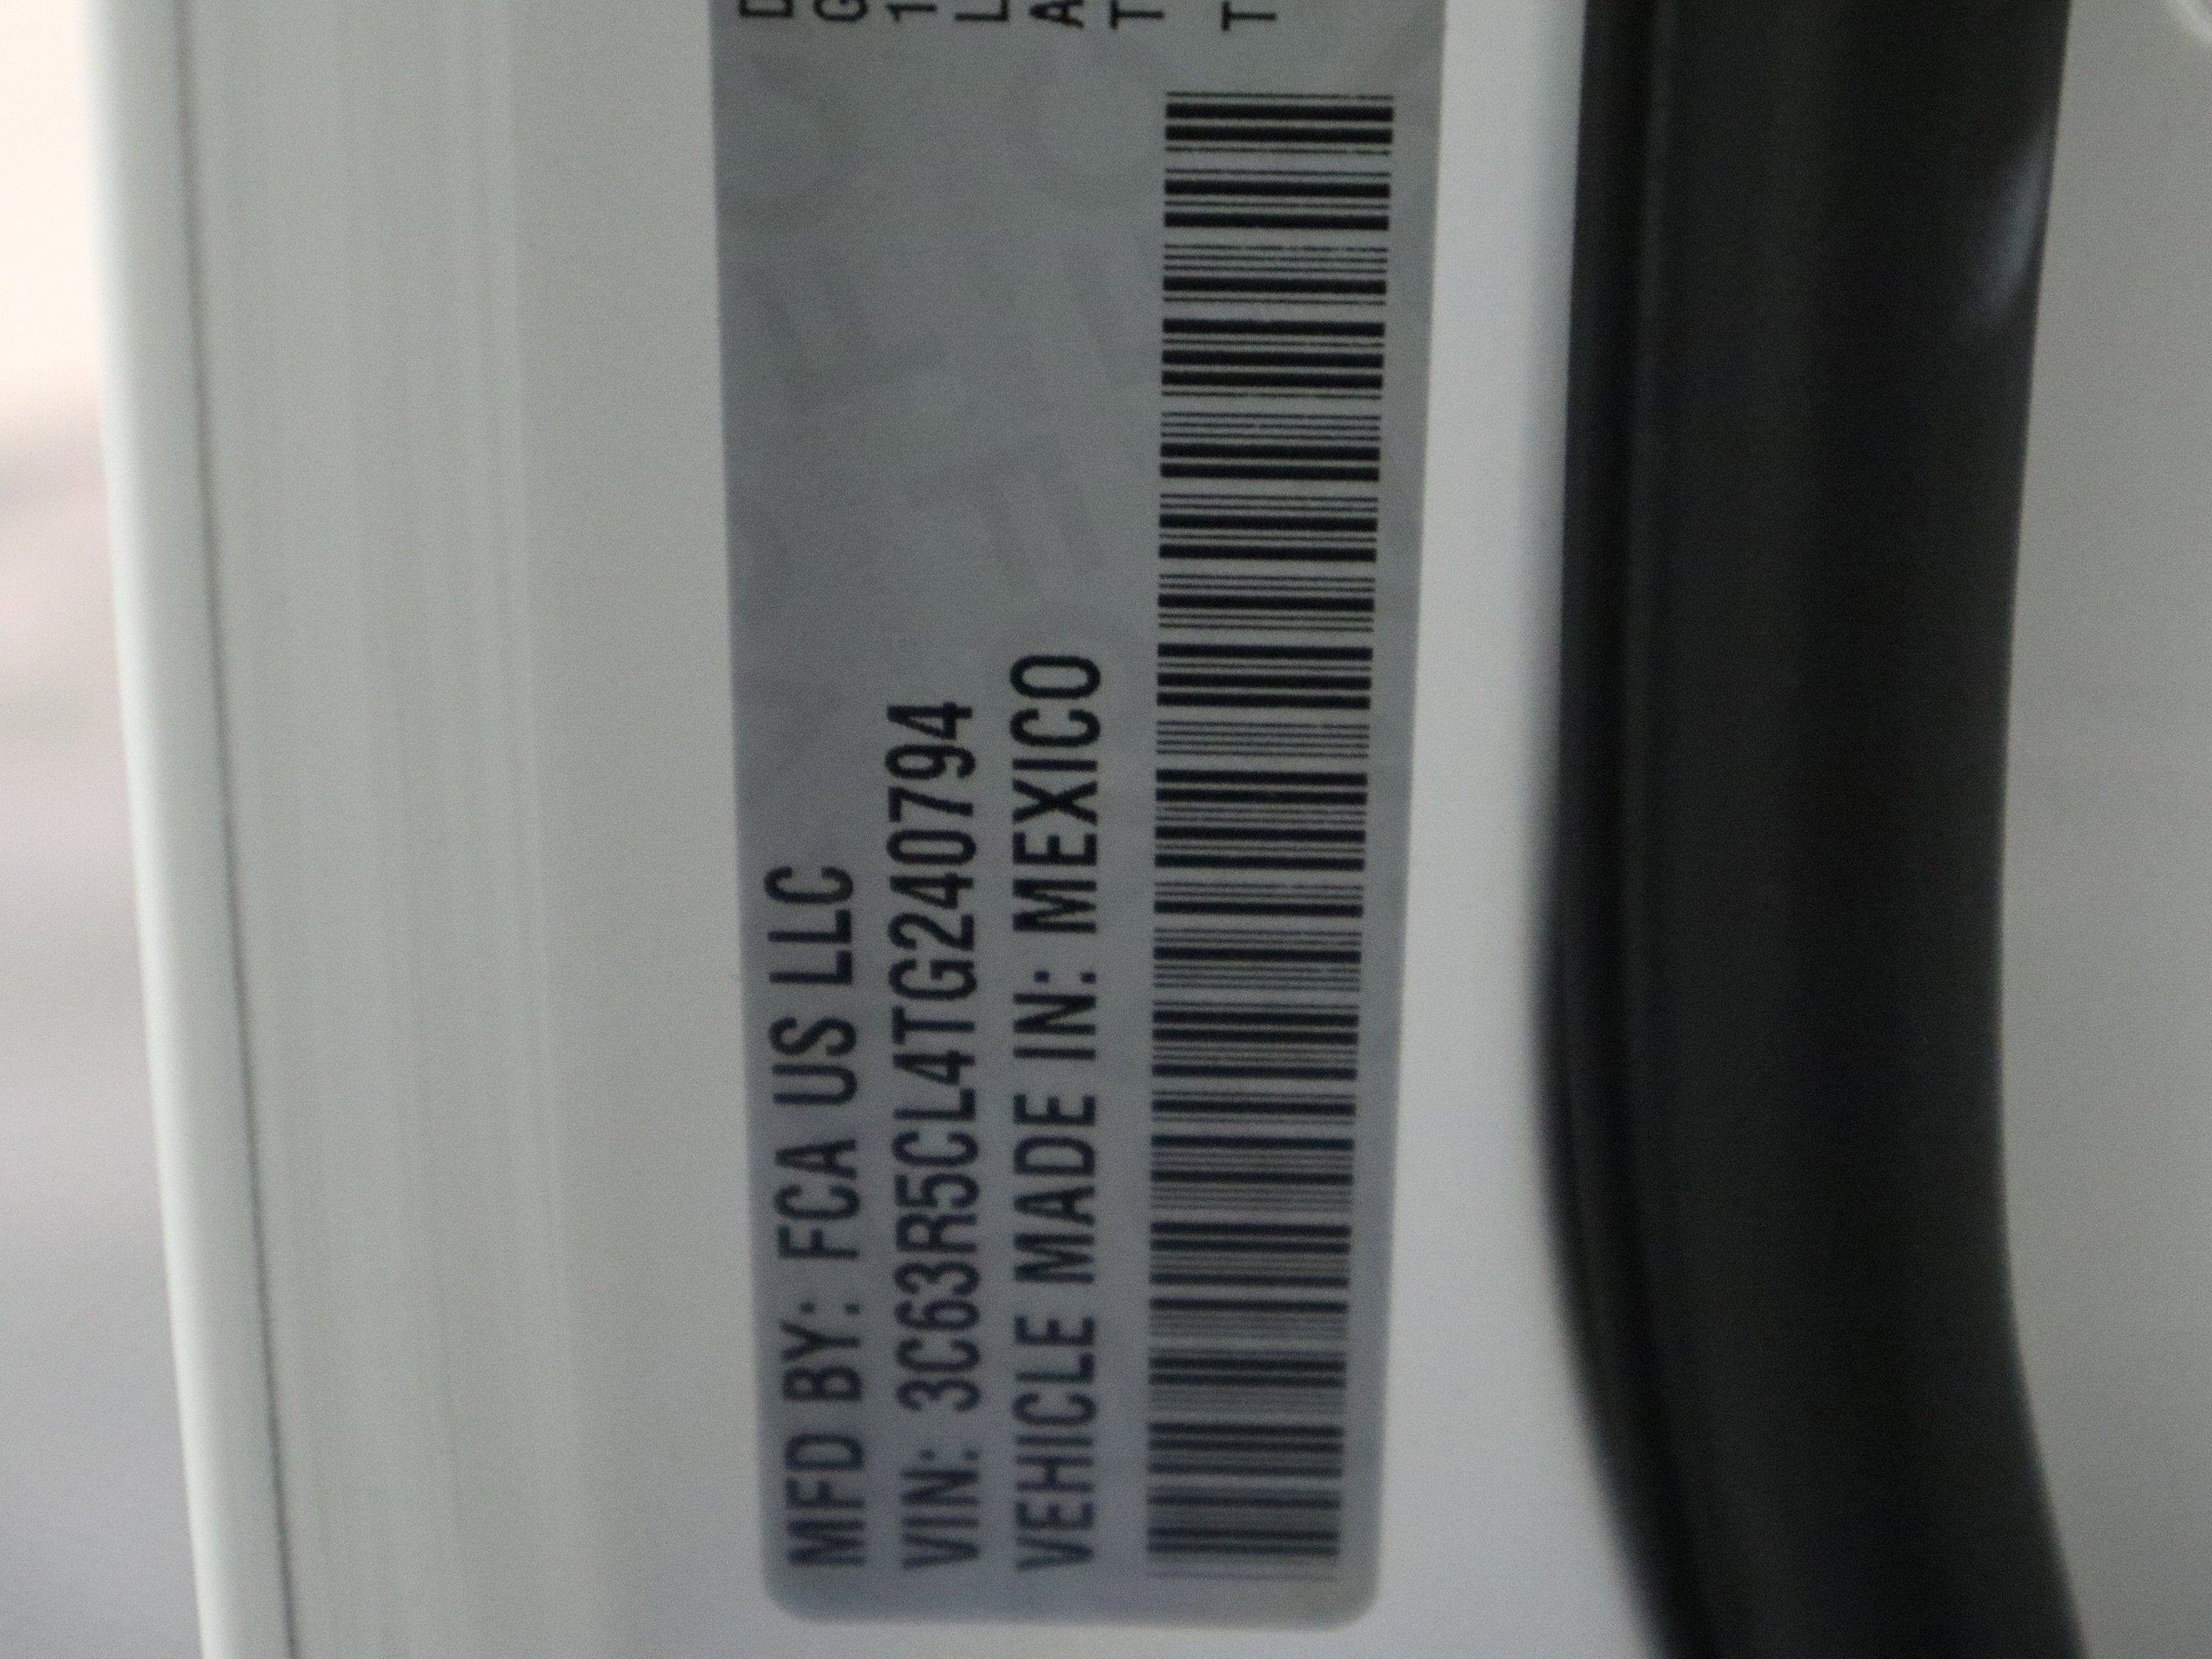 MFD BY: FCA US LLC
VIN: 3C63R5CL4TG240794
VEHICLE MADE IN: MEXICO